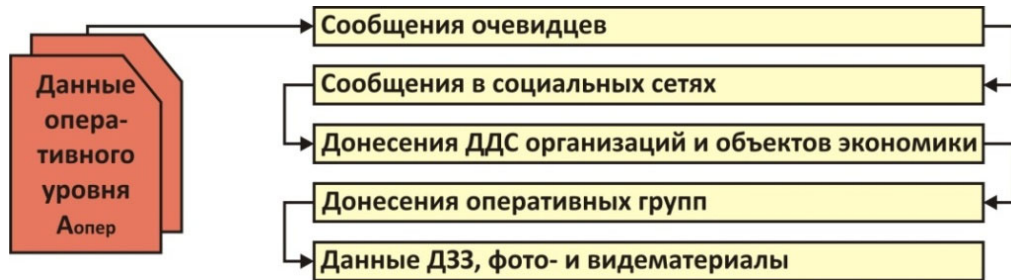 Данные
опера-
тивного
уровня
Аопер
Сообщения очевидцев
Сообщения в социальных сетях
Донесения ДДС организаций и объектов экономики
Донесения оперативных групп
Данные ДЗЗ, фото- и видематериалы